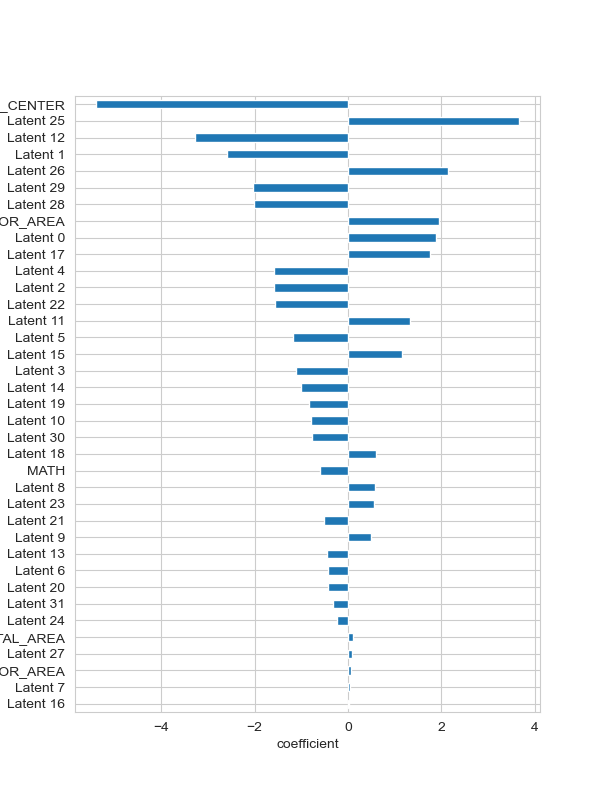 _CENTER
Latent 25
Latent 12
Latent 1
Latent 26
Latent 29
Latent 28
OR_AREA
Latent 0
Latent 17
Latent 4
Latent 2
Latent 22
Latent 11
Latent 5
Latent 15
Latent 3
Latent 14
Latent 19
Latent 10
Latent 30
Latent 18
MATH
Latent 8
Latent 23
Latent 21
Latent 9
Latent 13
Latent 6
Latent 20
Latent 31
Latent 24
TAL_AREA
Latent 27
OR_AREA
Latent 7
Latent 16
−4 −2 0 2 4
coefficient